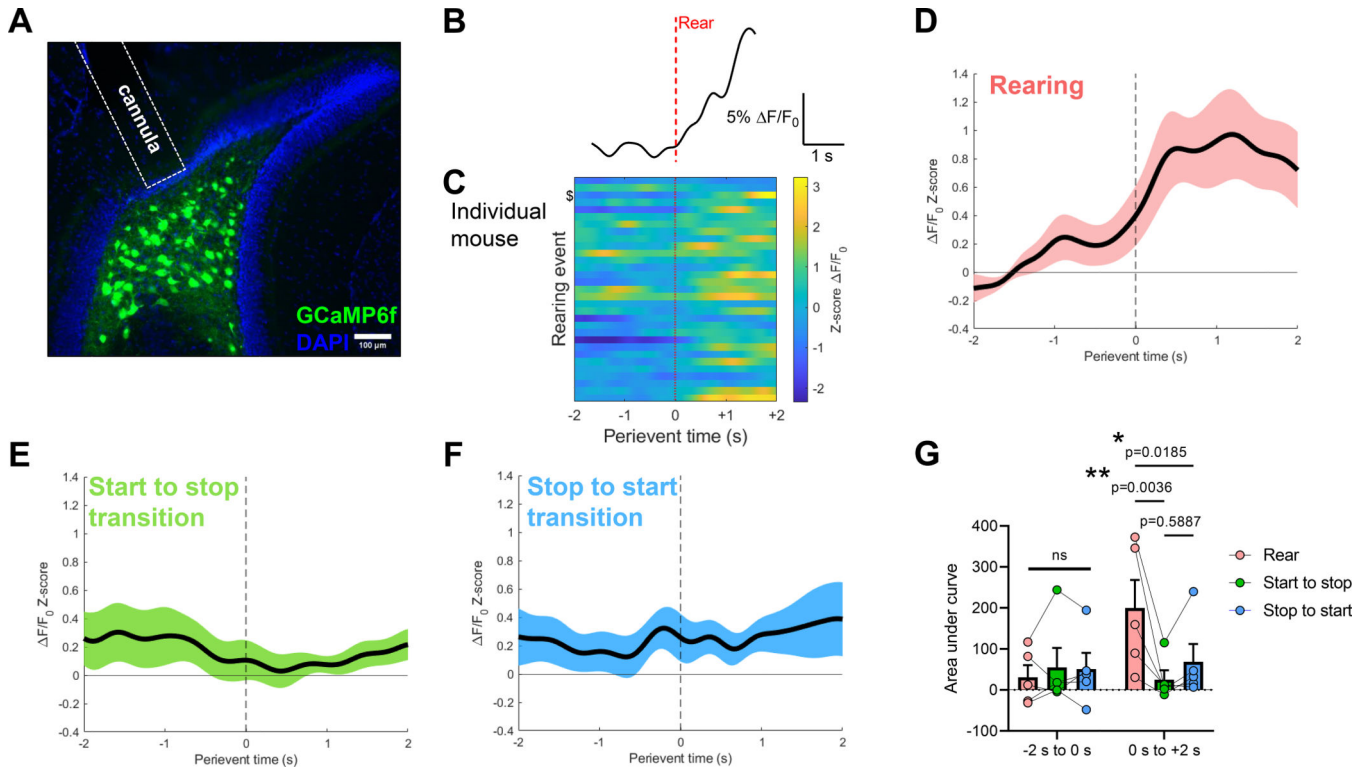 A
cannula
GCaMP6f
DAPI
100 µm
B
Rear
5% ΔF/F0
1 s
C
Individual
mouse
$
Rearing event
-2 -1 0 +1 +2
Perievent time (s)
3
2
1
0
-1
-2
Z-score ΔF/F0
D
Rearing
ΔF/F0 Z-score
1.4
1.2
1
0.8
0.6
0.4
0.2
0
-0.2
-0.4
-2 -1 0 1 2
Perievent time (s)
E
Start to stop
transition
ΔF/F0 Z-score
1.4
1.2
1
0.8
0.6
0.4
0.2
0
-0.2
-0.4
-2 -1 0 1 2
Perievent time (s)
F
Stop to start
transition
ΔF/F0 Z-score
1.4
1.2
1
0.8
0.6
0.4
0.2
0
-0.2
-0.4
-2 -1 0 1 2
Perievent time (s)
G
*
p=0.0185
**
p=0.0036
p=0.5887
ns
Area under curve
400
300
200
100
0
-100
-2 s to 0 s 0 s to +2 s
Rear
Start to stop
Stop to start